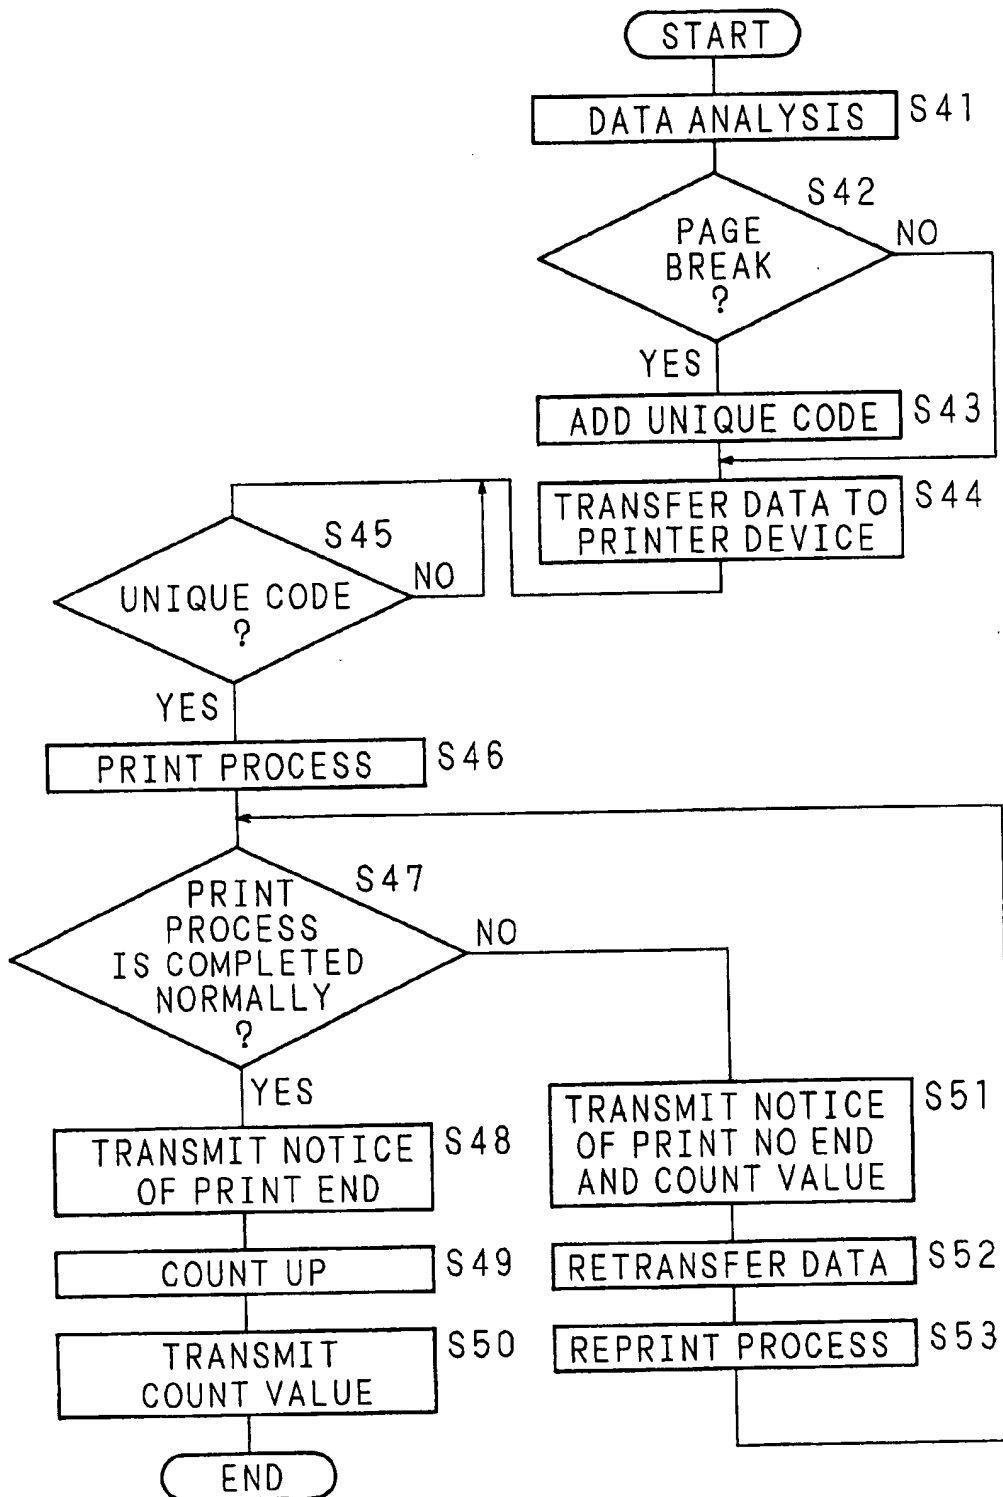 START
DATA ANALYSIS
S41
S42
PAGE
BREAK
?
NO
YES
ADD UNIQUE CODE
S43
TRANSFER DATA TO
PRINTER DEVICE
S44
S45
UNIQUE CODE
?
NO
YES
PRINT PROCESS
S46
S47
PRINT
PROCESS
IS COMPLETED
NORMALLY
?
NO
YES
TRANSMIT NOTICE
OF PRINT END
S48
COUNT UP
S49
TRANSMIT
COUNT VALUE
S50
END
TRANSMIT NOTICE
OF PRINT NO END
AND COUNT VALUE
S51
RETRANSFER DATA
S52
REPRINT PROCESS
S53